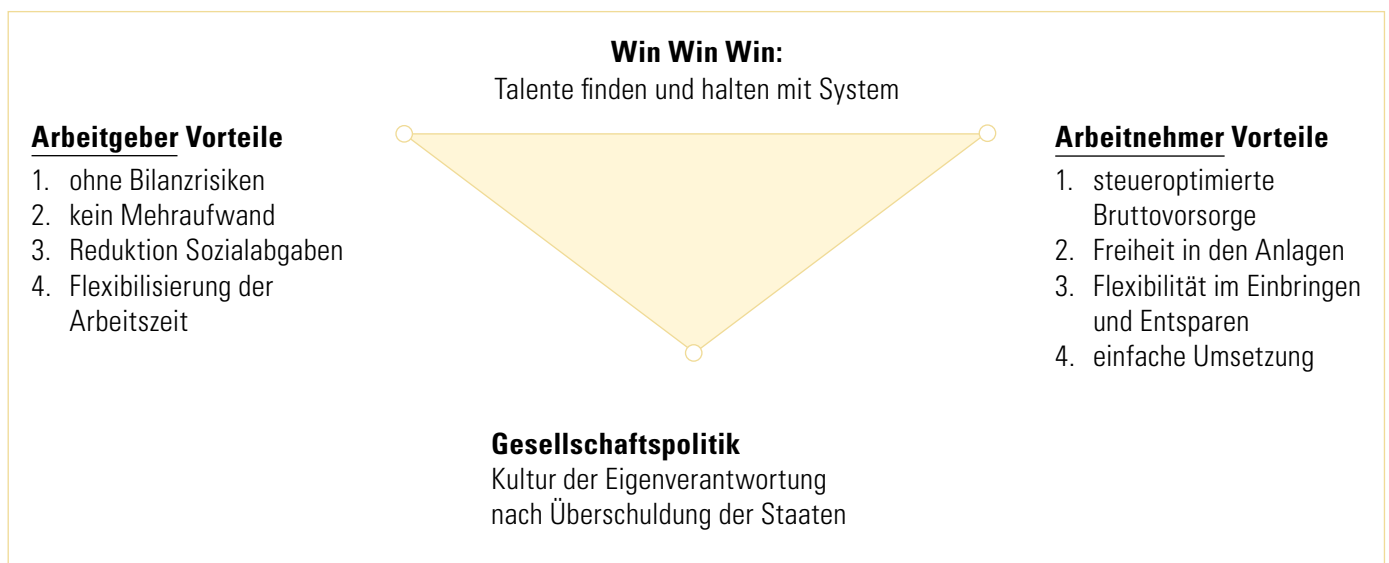 Win Win Win:
Talente finden und halten mit System
Arbeitgeber Vorteile
1. ohne Bilanzrisiken
2. kein Mehraufwand
3. Reduktion Sozialabgaben
4. Flexibilisierung der
Arbeitszeit
Arbeitnehmer Vorteile
1. steueroptimierte
Bruttovorsorge
2. Freiheit in den Anlagen
3. Flexibilität im Einbringen
und Entsparen
4. einfache Umsetzung
Gesellschaftspolitik
Kultur der Eigenverantwortung
nach Überschuldung der Staaten